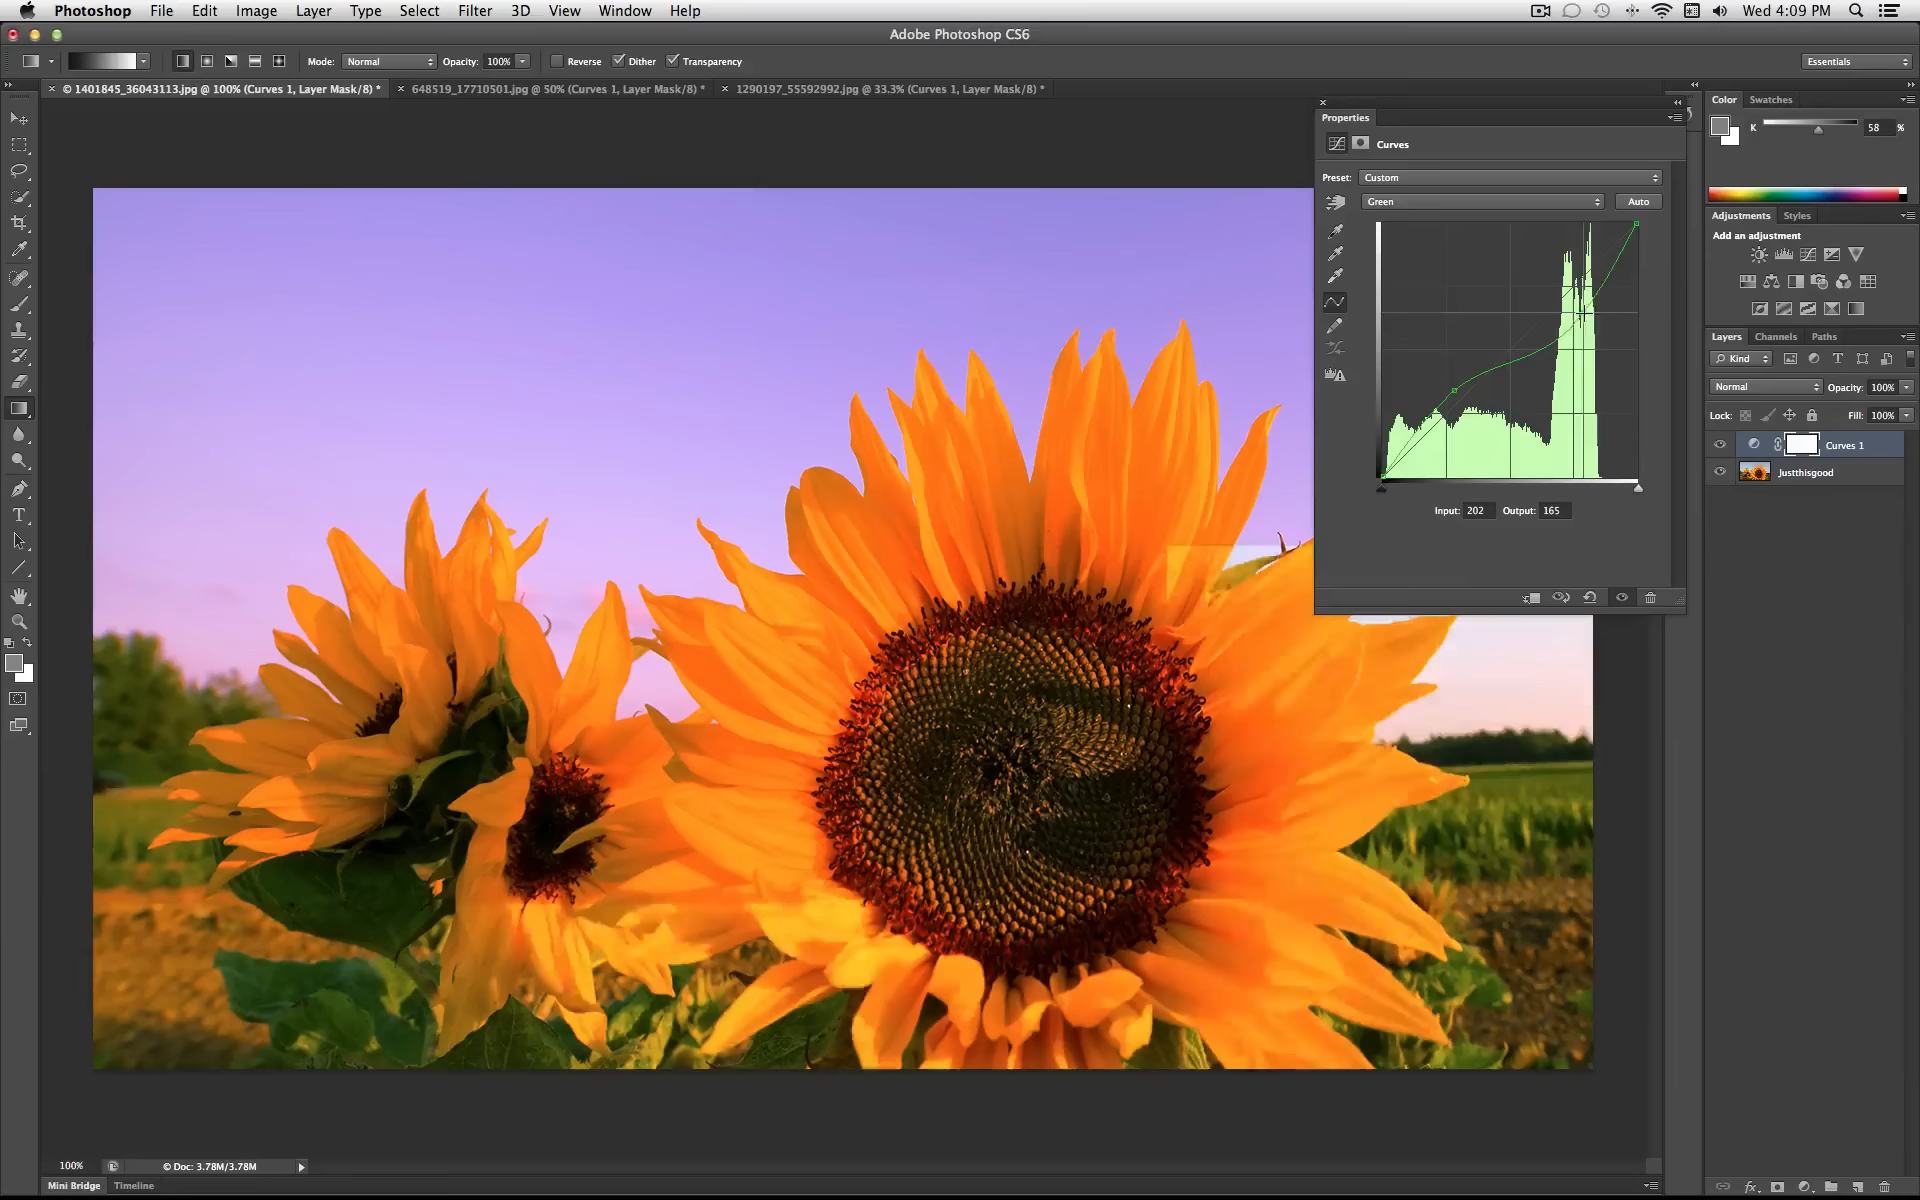 Photoshop File Edit Image Layer Type Select Filter 3D View Window Help Wed 4:09 PM
Adobe Photoshop CS6
Mode: Normal Opacity: 100% Reverse Dither Transparency Essentials
© 1401845_36043113.jpg @ 100% (Curves 1, Layer Mask/8) * 648519_17710501.jpg @ 50% (Curves 1, Layer Mask/8) * 1290197_55592992.jpg @ 33.3% (Curves 1, Layer Mask/8) *
Properties
Curves
Preset: Custom
Green Auto
Input: 202 Output: 165
Color Swatches
K 58 %
Adjustments Styles
Add an adjustment
Layers Channels Paths
Kind
Normal Opacity: 100%
Lock: Fill: 100%
Curves 1
Justthisgood
100% © Doc: 3.78M/3.78M
Mini Bridge Timeline